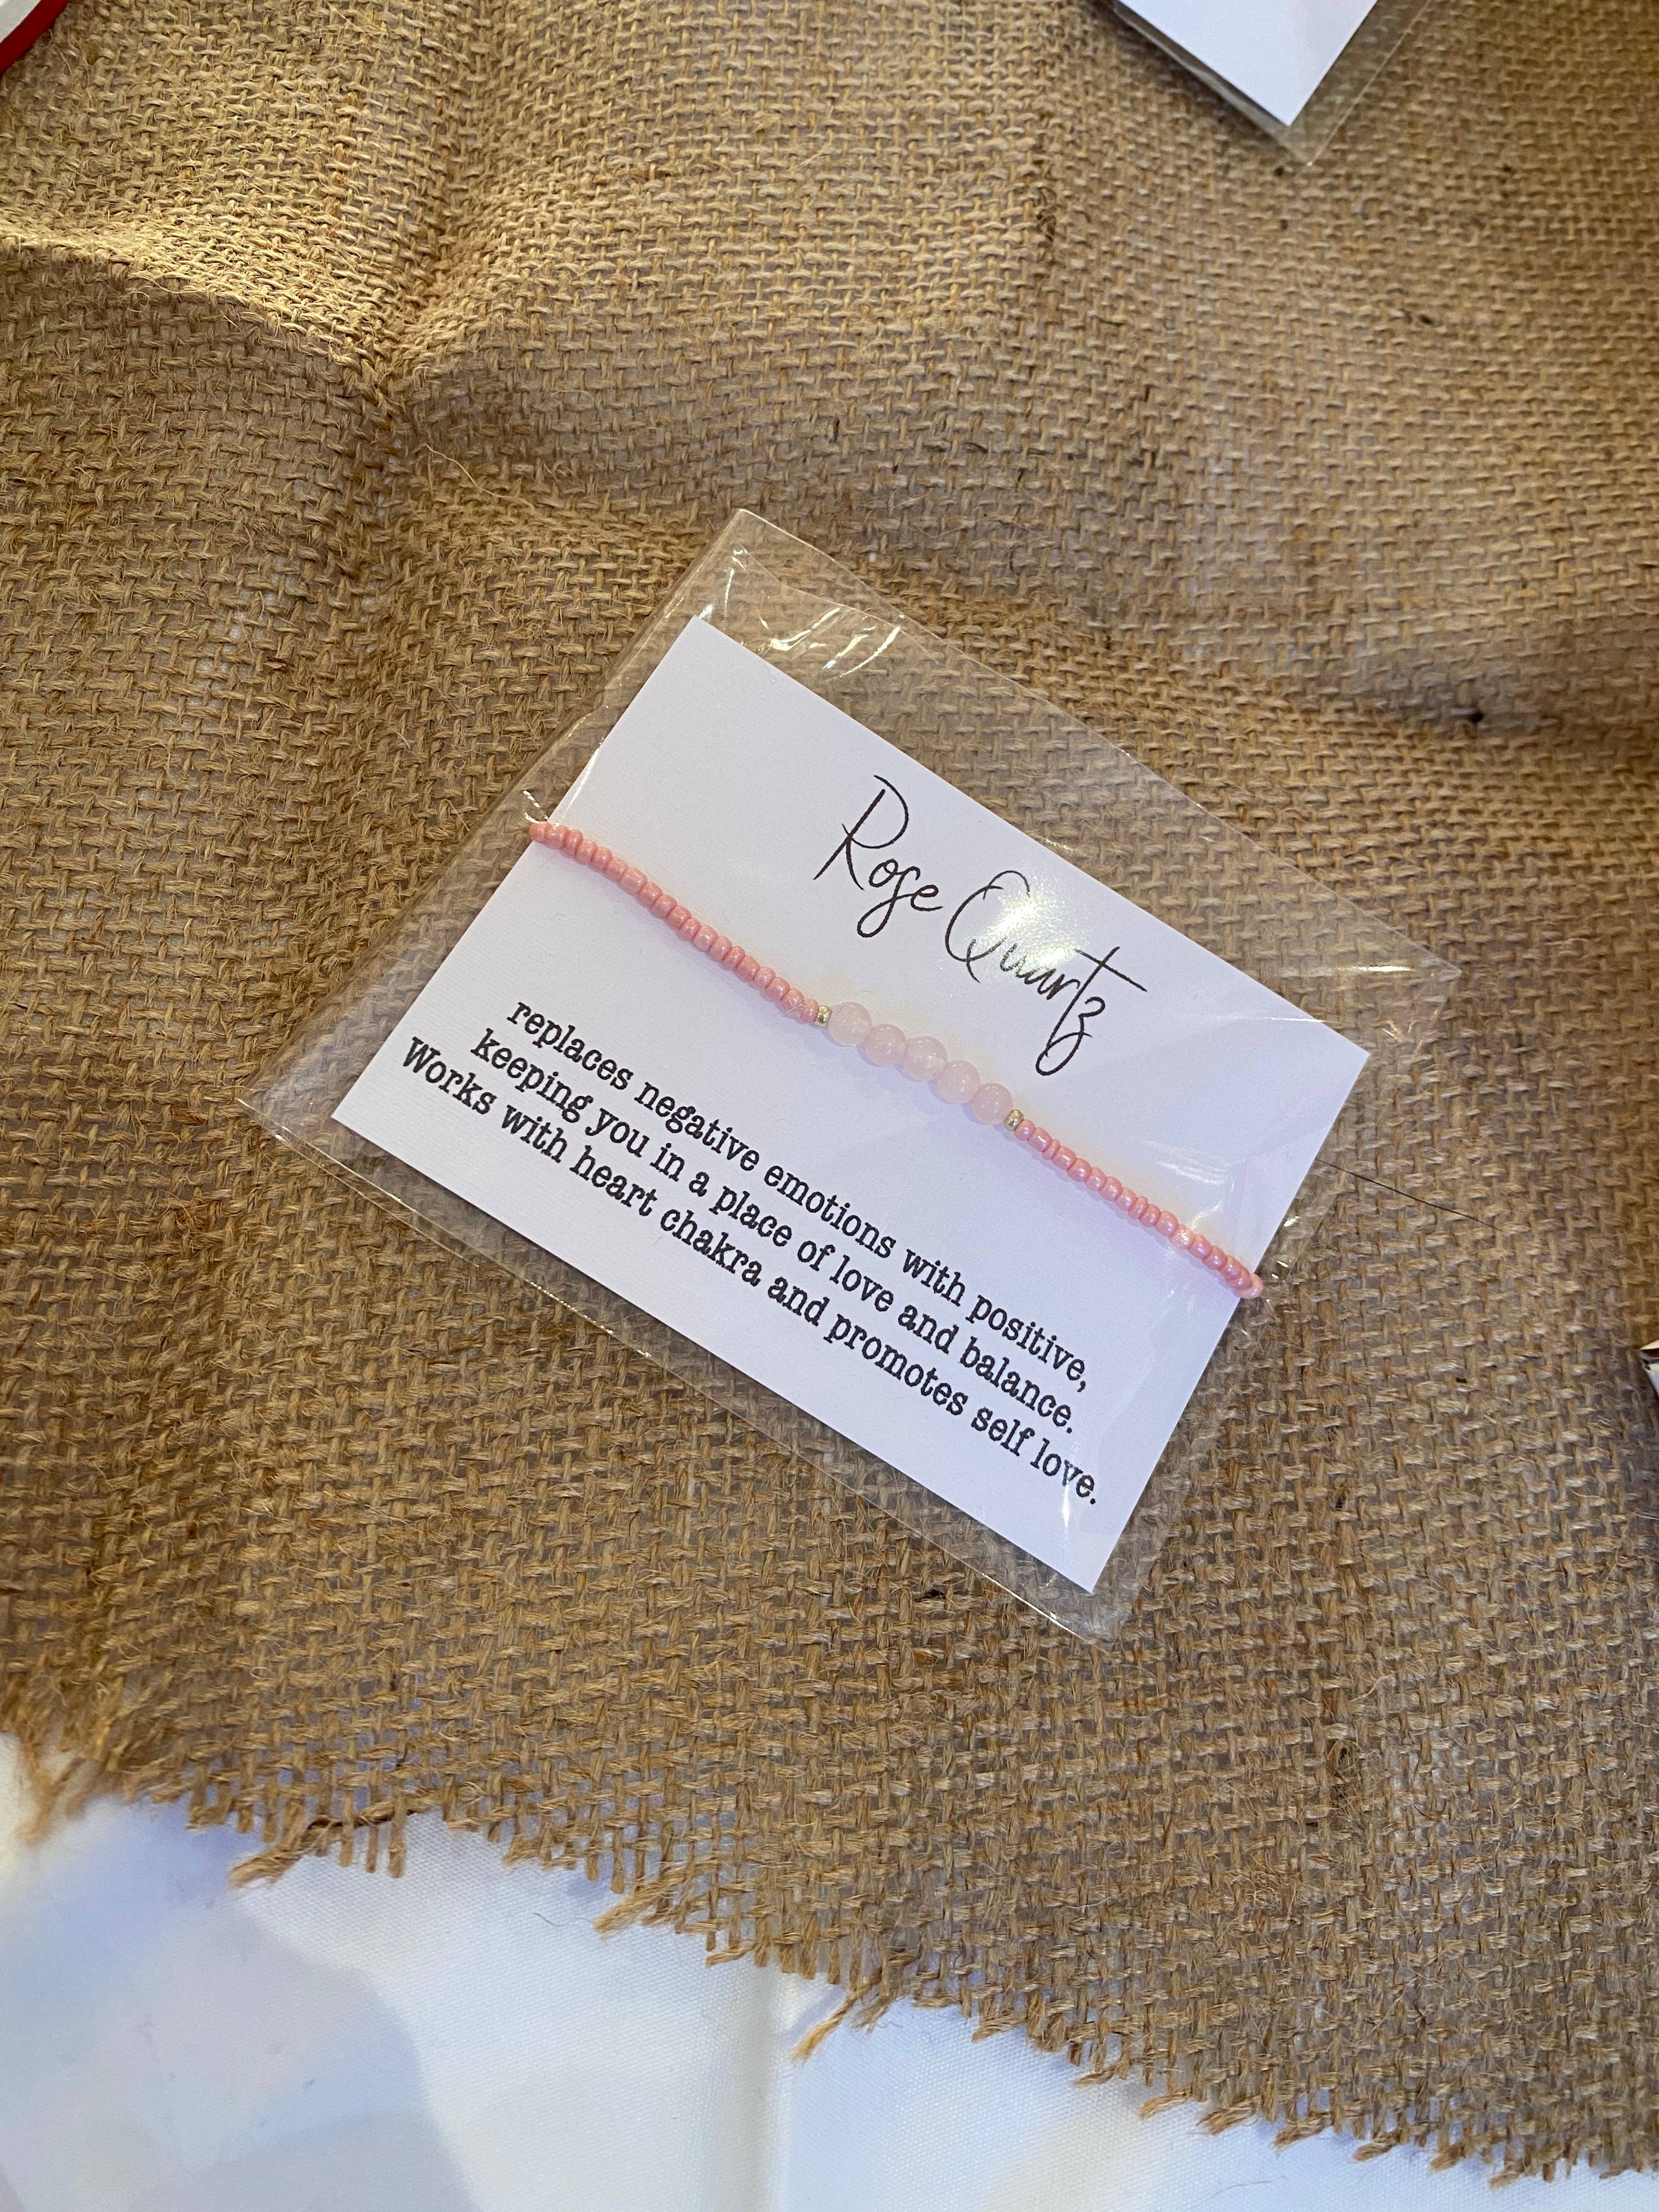 Rose Quartz
replaces negative emotions with positive,
keeping you in a place of love and balance.
Works with heart chakra and promotes self love.